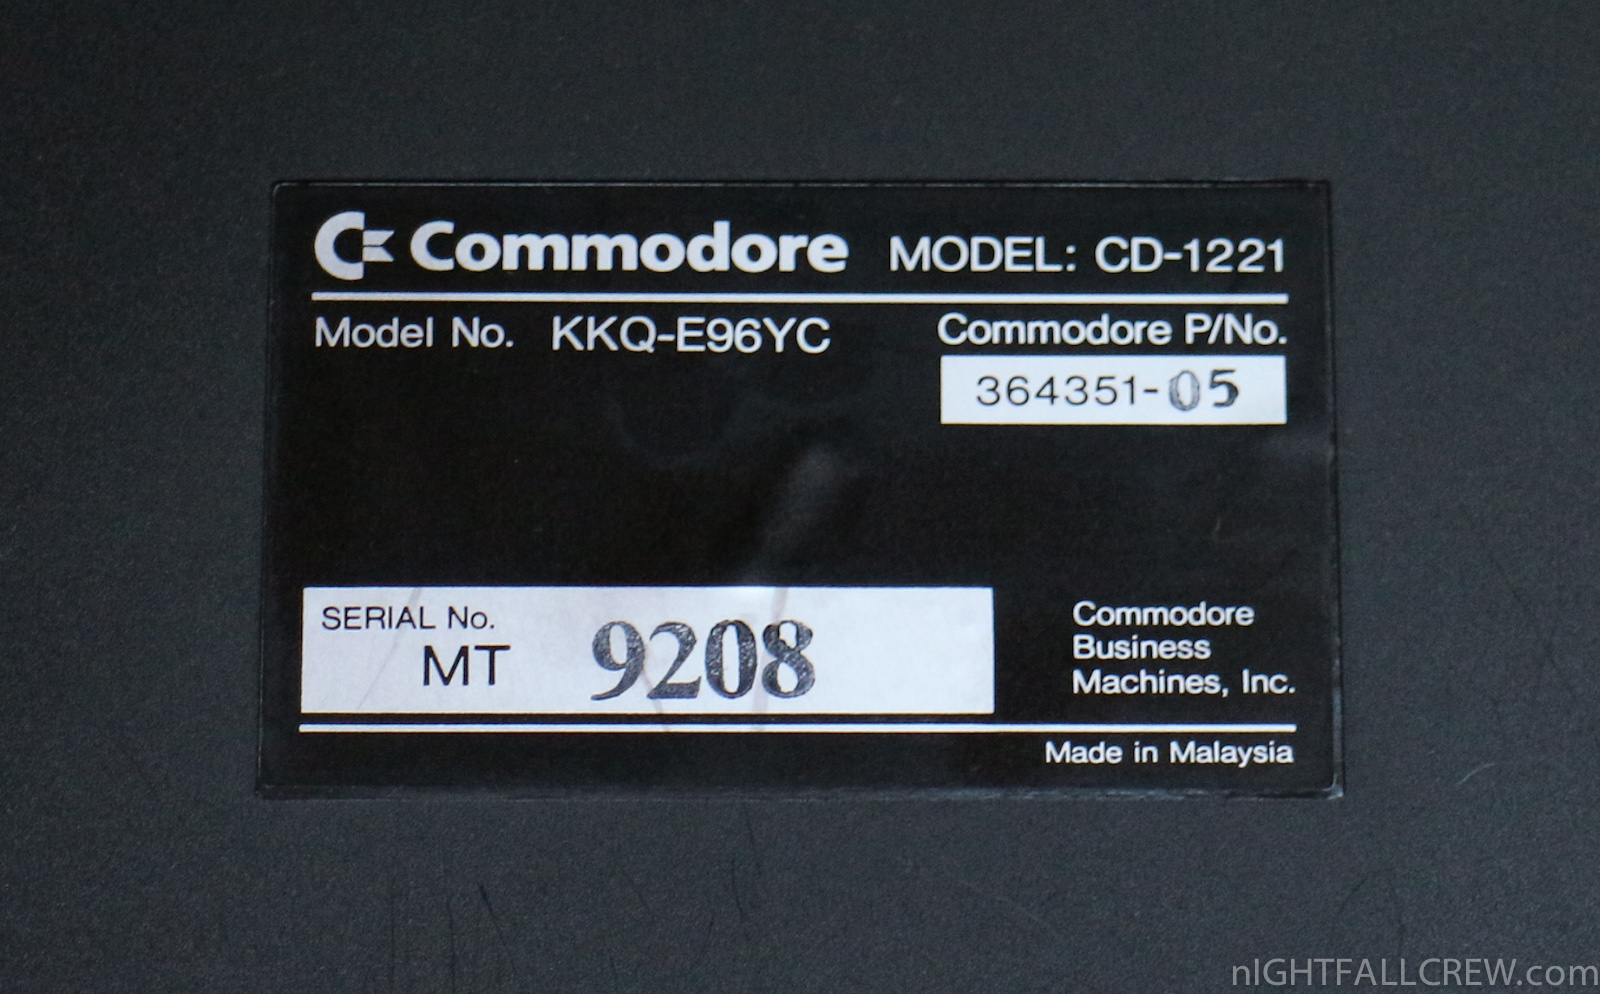 Commodore MODEL: CD-1221
Model No. KKQ-E96YC
Commodore P/No.
364351-05
SERIAL No.
MT 9208
Commodore
Business
Machines, Inc.
Made in Malaysia
nIGHTFALLCREW.com